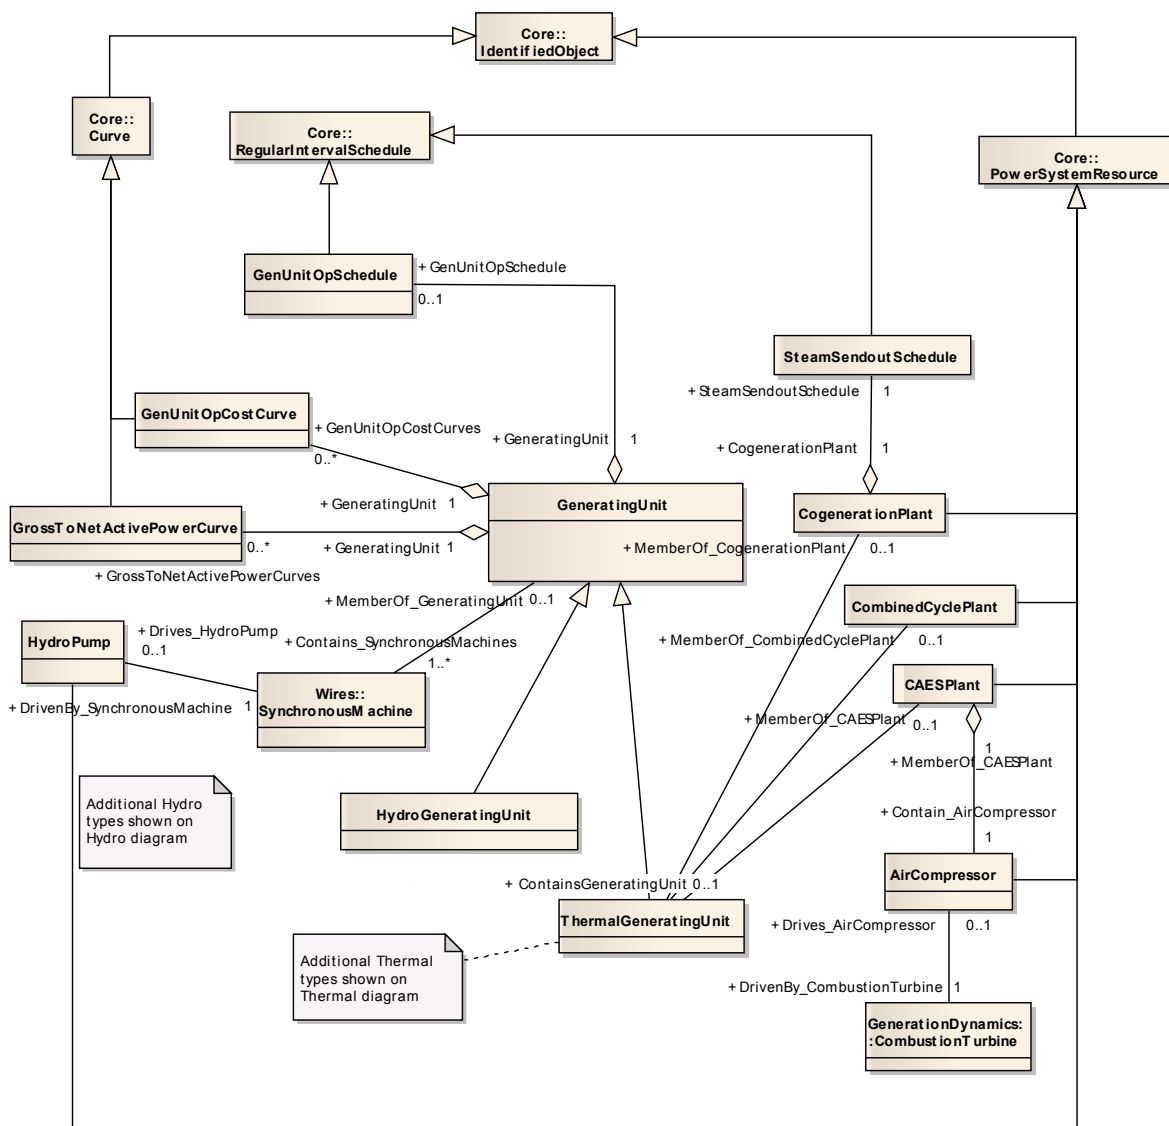 Core::
IdentifiedObject
Core::
Curve
Core::
RegularIntervalSchedule
Core::
PowerSystemResource
GenUnitOpSchedule
+ GenUnitOpSchedule
0..1
SteamSendoutSchedule
+ SteamSendoutSchedule 1
GenUnitOpCostCurve
+ GenUnitOpCostCurves
0..*
+ GeneratingUnit 1
+ CogenerationPlant 1
+ GeneratingUnit 1
GeneratingUnit
CogenerationPlant
GrossToNetActivePowerCurve
0..*
+ GeneratingUnit 1
+ MemberOf_CogenerationPlant 0..1
+ GrossToNetActivePowerCurves
+ MemberOf_GeneratingUnit 0..1
CombinedCyclePlant
HydroPump
+ Drives_HydroPump
0..1
+ Contains_SynchronousMachines
1..*
+ MemberOf_CombinedCyclePlant 0..1
CAESPlant
+ DrivenBy_SynchronousMachine 1
Wires::
SynchronousMachine
+ MemberOf_CAESPlant 0..1
1
+ MemberOf_CAESPlant
Additional Hydro
types shown on
Hydro diagram
HydroGeneratingUnit
+ Contain_AirCompressor
1
AirCompressor
+ ContainsGeneratingUnit 0..1
ThermalGeneratingUnit
+ Drives_AirCompressor 0..1
Additional Thermal
types shown on
Thermal diagram
+ DrivenBy_CombustionTurbine 1
GenerationDynamics:
:CombustionTurbine